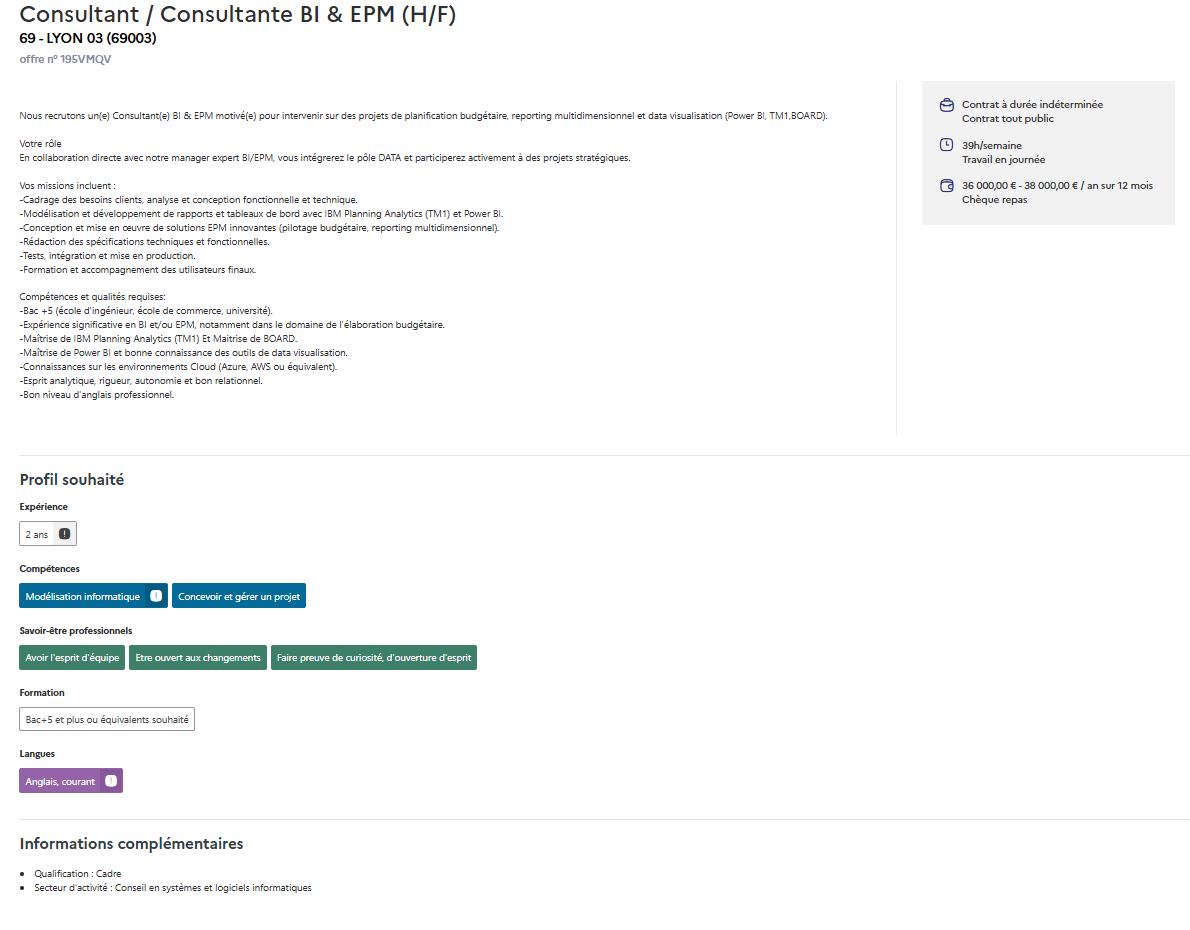 Consultant / Consultante BI & EPM (H/F)
69 - LYON 03 (69003)
offre n° 195VMQV
Nous recrutons un(e) Consultant(e) BI & EPM motivé(e) pour intervenir sur des projets de planification budgétaire, reporting multidimensionnel et data visualisation (Power BI, TM1,BOARD).
Votre rôle
En collaboration directe avec notre manager expert BI/EPM, vous intégrerez le pôle DATA et participerez activement à des projets stratégiques.
Vos missions incluent :
-Cadrage des besoins clients, analyse et conception fonctionnelle et technique.
-Modélisation et développement de rapports et tableaux de bord avec IBM Planning Analytics (TM1) et Power BI.
-Conception et mise en œuvre de solutions EPM innovantes (pilotage budgétaire, reporting multidimensionnel).
-Rédaction des spécifications techniques et fonctionnelles.
-Tests, intégration et mise en production.
-Formation et accompagnement des utilisateurs finaux.
Compétences et qualités requises:
-Bac +5 (école d'ingénieur, école de commerce, université).
-Expérience significative en BI et/ou EPM, notamment dans le domaine de l'élaboration budgétaire.
-Maîtrise de IBM Planning Analytics (TM1) Et Maitrise de BOARD.
-Maîtrise de Power BI et bonne connaissance des outils de data visualisation.
-Connaissances sur les environnements Cloud (Azure, AWS ou équivalent).
-Esprit analytique, rigueur, autonomie et bon relationnel.
-Bon niveau d'anglais professionnel.
Contrat à durée indéterminée
Contrat tout public
39h/semaine
Travail en journée
36 000,00 € - 38 000,00 € / an sur 12 mois
Chèque repas
Profil souhaité
Expérience
2 ans
Compétences
Modélisation informatique
Concevoir et gérer un projet
Savoir-être professionnels
Avoir l'esprit d'équipe
Etre ouvert aux changements
Faire preuve de curiosité, d'ouverture d'esprit
Formation
Bac+5 et plus ou équivalents souhaité
Langues
Anglais, courant
Informations complémentaires
• Qualification : Cadre
• Secteur d'activité : Conseil en systèmes et logiciels informatiques